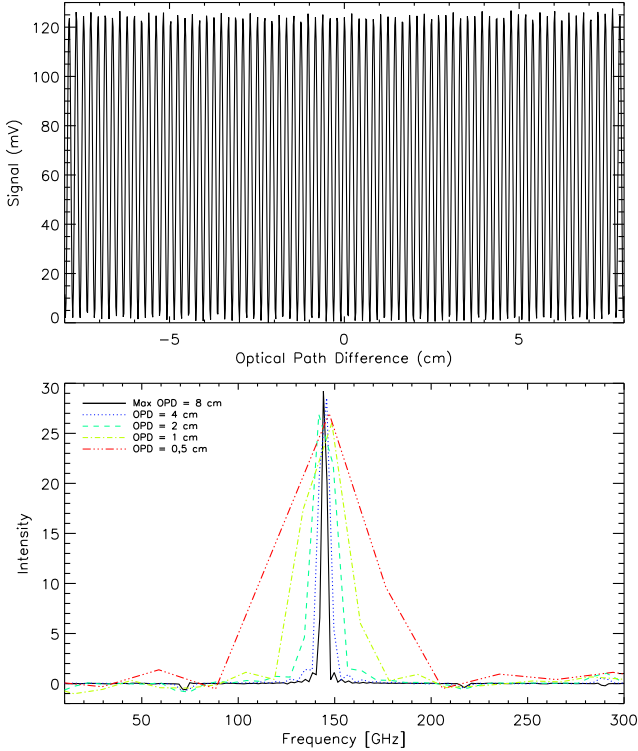 120
100
80
60
40
20
0
Signal (mV)
-5
0
5
Optical Path Difference (cm)
30
25
20
15
10
5
0
Intensity
Max OPD = 8 cm
OPD = 4 cm
OPD = 2 cm
OPD = 1 cm
OPD = 0,5 cm
50
100
150
200
250
300
Frequency [GHz]